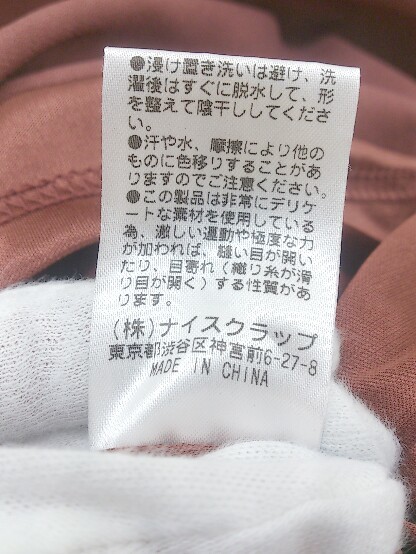 ●浸け置き洗いは避け、洗
濯後はすぐに脱水して、形
を整えて陰干ししてくださ
い。
●汗や水、摩擦により他の
ものに色移りすることがあ
りますのでご注意ください。
●この製品は非常にデリケ
ートな素材を使用している
為、激しい運動や極度な力
が加われば、縫い目が開い
たり、目寄れ(織り糸が滑
り目が開く)する性質があ
ります。
(株)ナイスクラップ
東京都渋谷区神宮前6-27-8
MADE IN CHINA